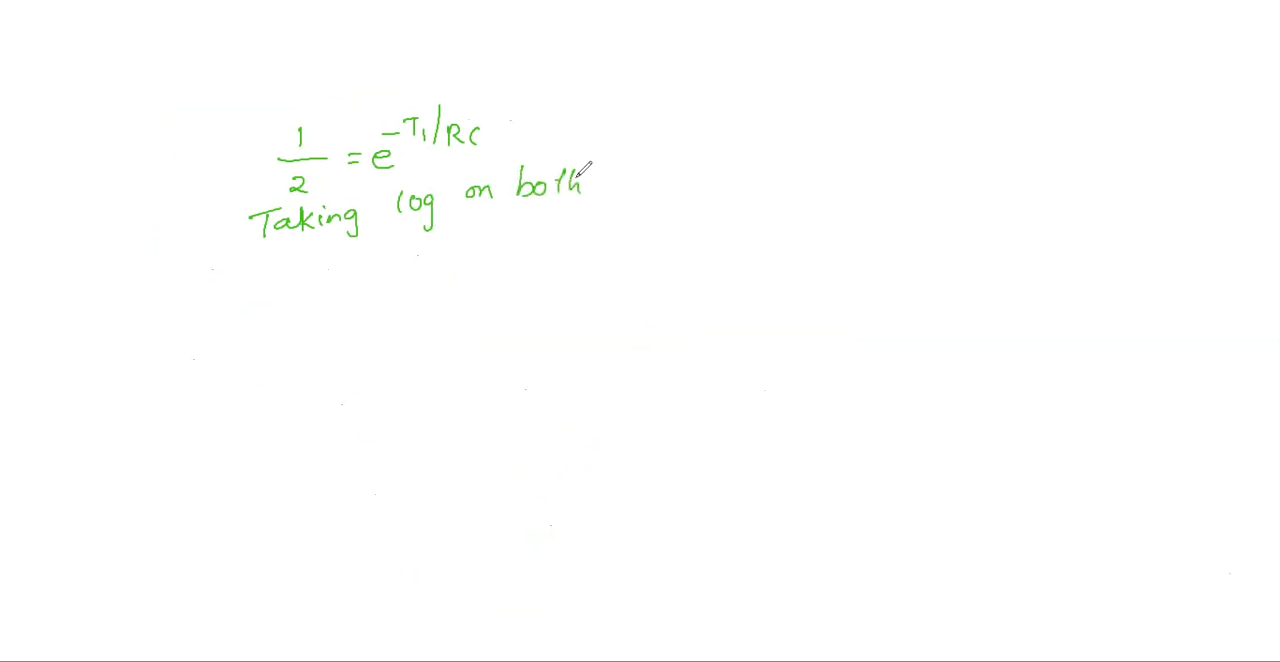 1/2 = e^{-T₁/RC}
Taking log on both